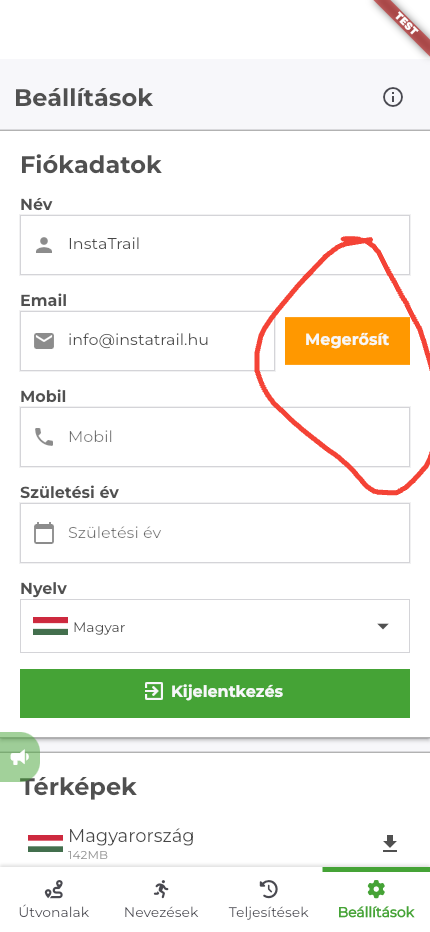 TEST
Beállítások
Fiókadatok
Név
InstaTrail
Email
info@instatrail.hu
Megerősít
Mobil
Mobil
Születési év
Születési év
Nyelv
Magyar
Kijelentkezés
Térképek
Magyarország
142MB
Útvonalak
Nevezések
Teljesítések
Beállítások